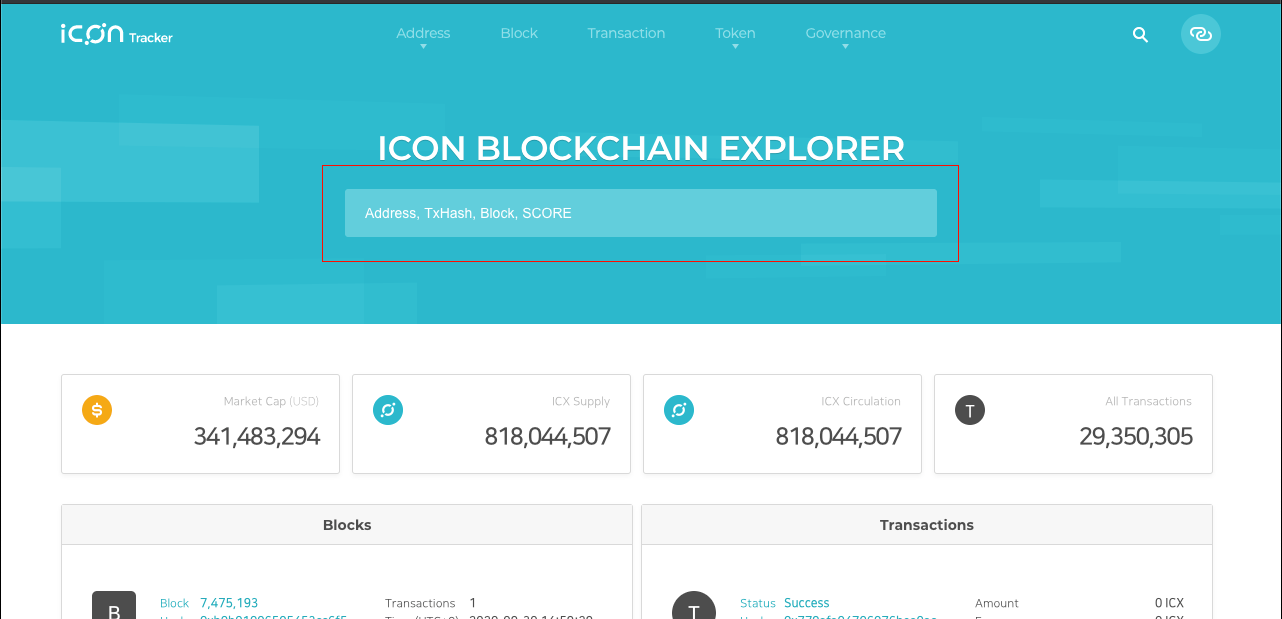 icon Tracker
Address Block Transaction Token Governance
ICON BLOCKCHAIN EXPLORER
Address, TxHash, Block, SCORE
$ Market Cap (USD)
341,483,294
ICX Supply
818,044,507
ICX Circulation
818,044,507
T All Transactions
29,350,305
Blocks
B
Block 7,475,193 Transactions 1
Transactions
T
Status Success Amount 0 ICX